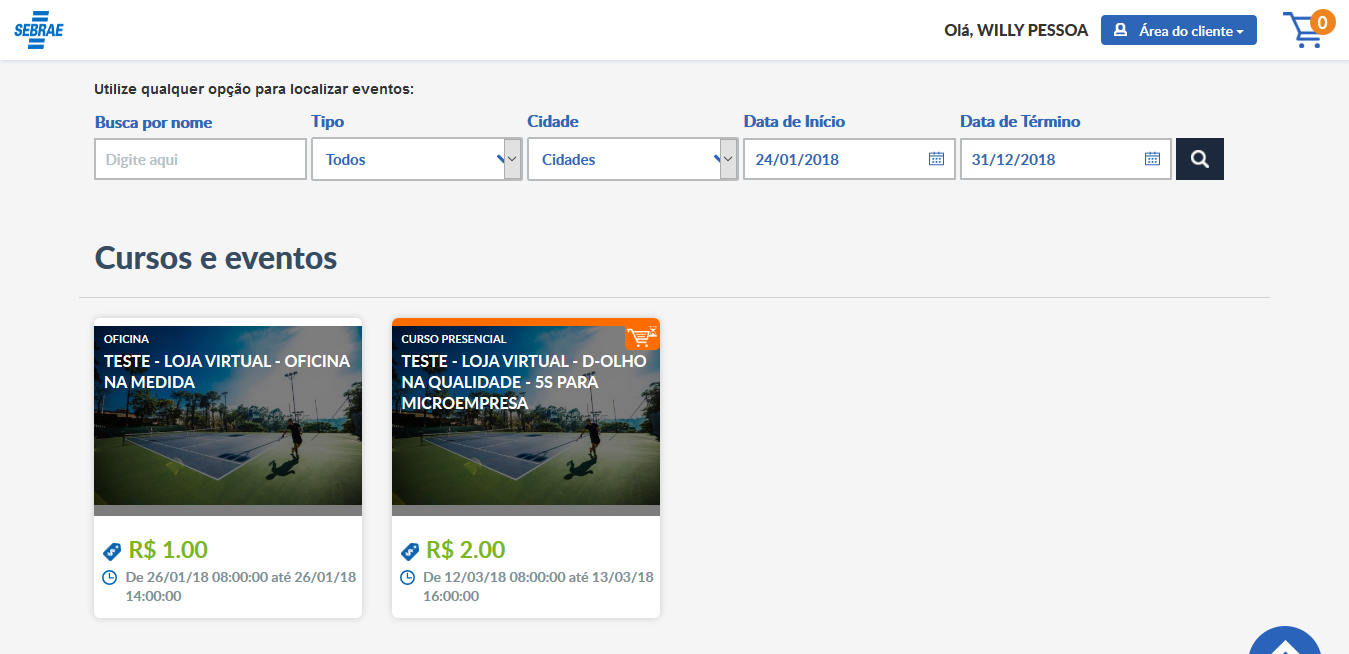 SEBRAE
Olá, WILLY PESSOA
Área do cliente
0
Utilize qualquer opção para localizar eventos:
Busca por nome
Tipo
Cidade
Data de Início
Data de Término
Digite aqui
Todos
Cidades
24/01/2018
31/12/2018
Cursos e eventos
OFICINA
TESTE - LOJA VIRTUAL - OFICINA
NA MEDIDA
R$ 1.00
De 26/01/18 08:00:00 até 26/01/18
14:00:00
CURSO PRESENCIAL
TESTE - LOJA VIRTUAL - D-OLHO
NA QUALIDADE - 5S PARA
MICROEMPRESA
R$ 2.00
De 12/03/18 08:00:00 até 13/03/18
16:00:00